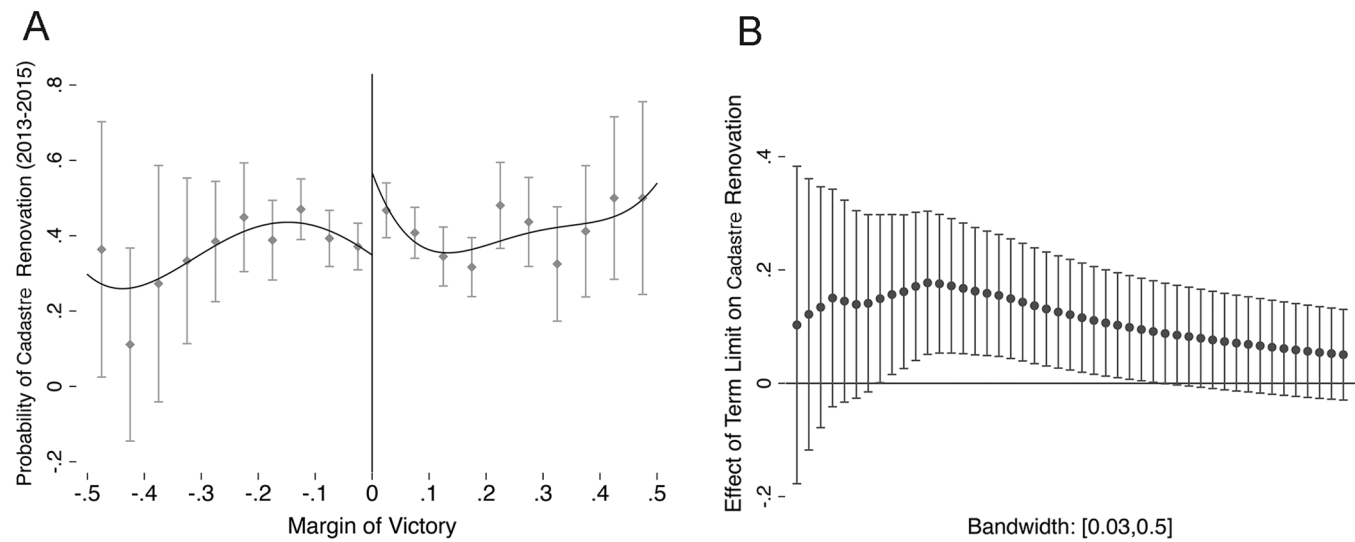 A
Probability of Cadastre Renovation (2013-2015)
.8
.6
.4
.2
0
-.2
-.5 -.4 -.3 -.2 -.1 0 .1 .2 .3 .4 .5
Margin of Victory
B
Effect of Term Limit on Cadastre Renovation
.4
.2
0
-.2
Bandwidth: [0.03,0.5]